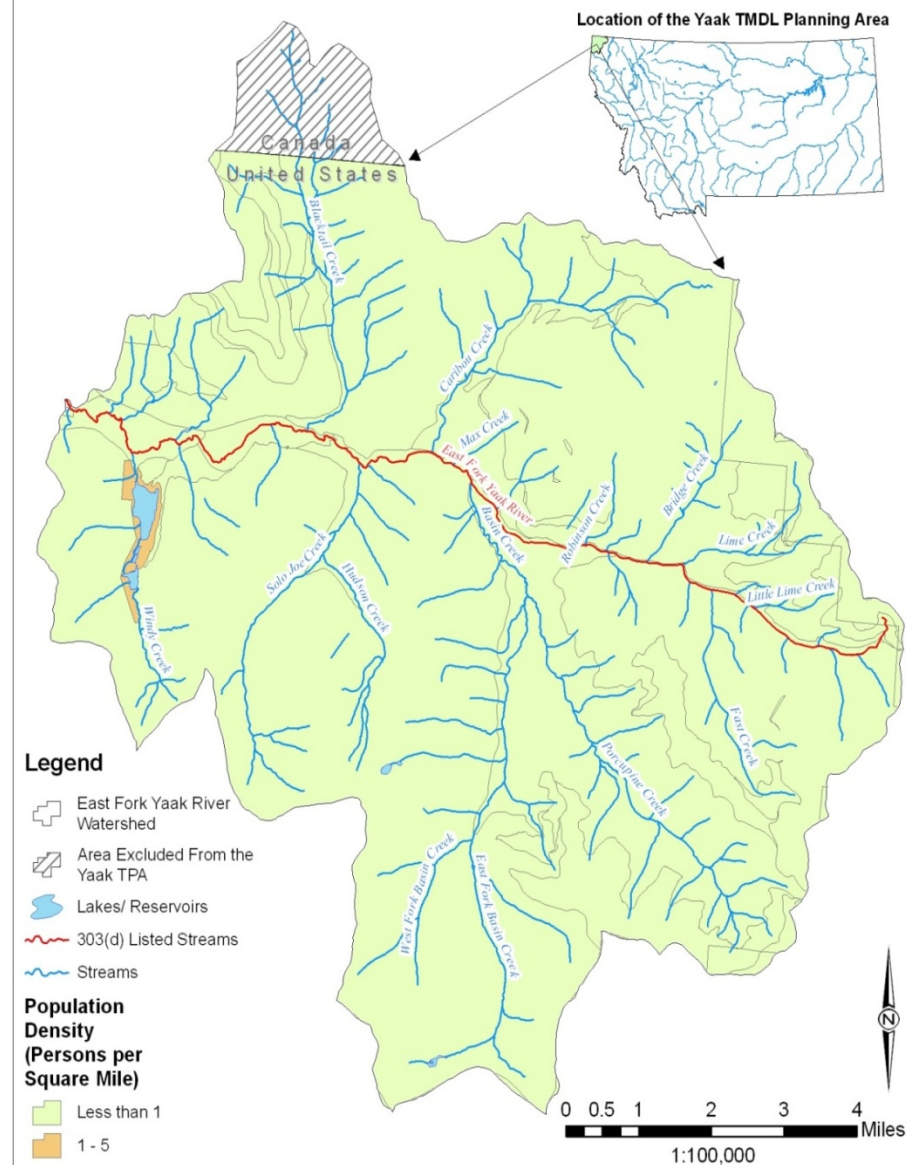 Location of the Yaak TMDL Planning Area
Canada
United States
Blacktail Creek
Caribou Creek
Max Creek
East Fork Yaak River
Basin Creek
Robinson Creek
Bridge Creek
Lime Creek
Little Lime Creek
Solo Joe Creek
Hudson Creek
Windy Creek
Fast Creek
Porcupine Creek
West Fork Basin Creek
East Fork Basin Creek
Legend
East Fork Yaak River
Watershed
Area Excluded From the
Yaak TPA
Lakes/ Reservoirs
303(d) Listed Streams
Streams
Population
Density
(Persons per
Square Mile)
Less than 1
1 - 5
N
0 0.5 1 2 3 4
Miles
1:100,000